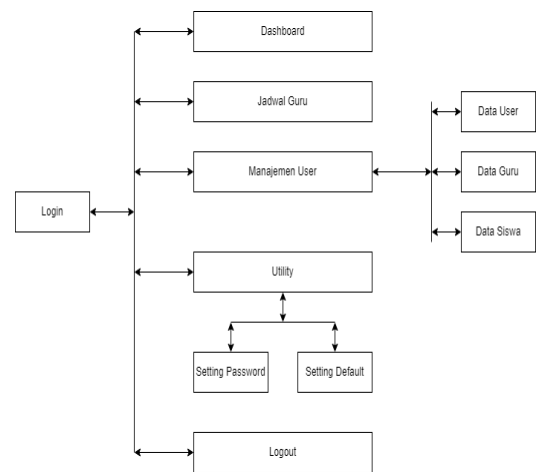 Dashboard
Jadwal Guru
Data User
Manajemen User
Data Guru
Login
Data Siswa
Utility
Setting Password
Setting Default
Logout